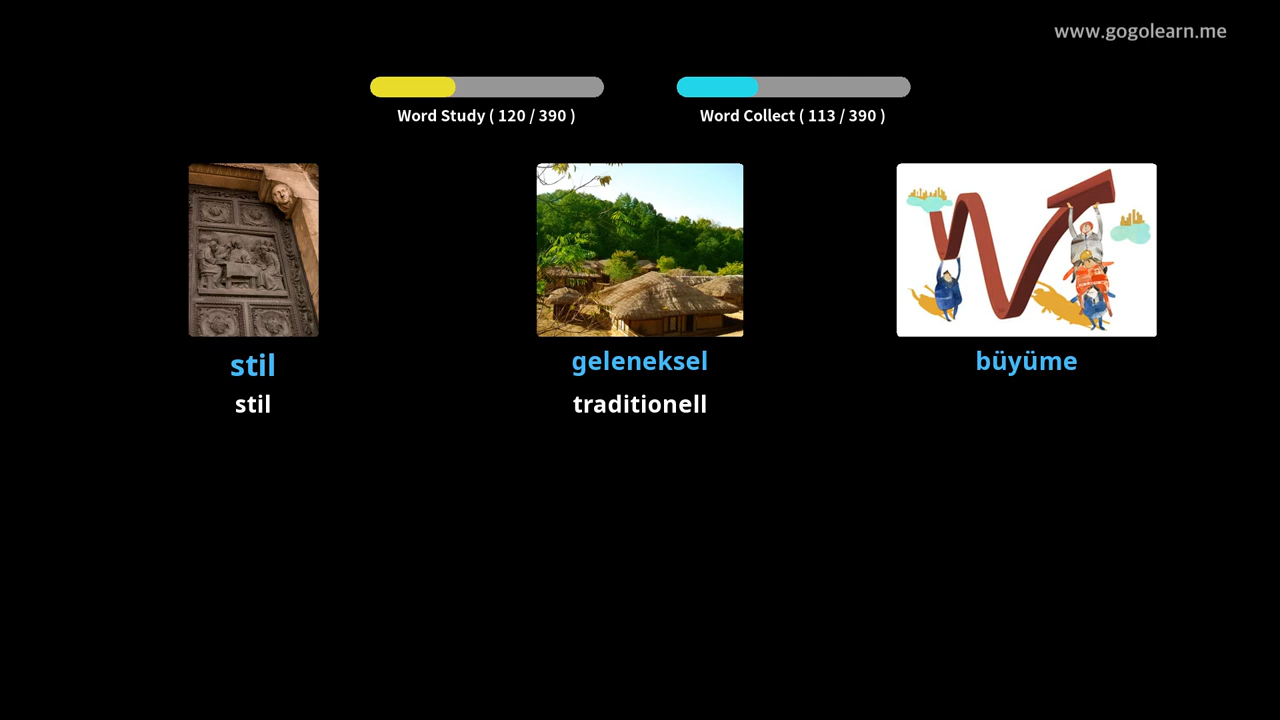 www.gogolearn.me
Word Study ( 120 / 390 )
Word Collect ( 113 / 390 )
stil
geleneksel
büyüme
stil
traditionell